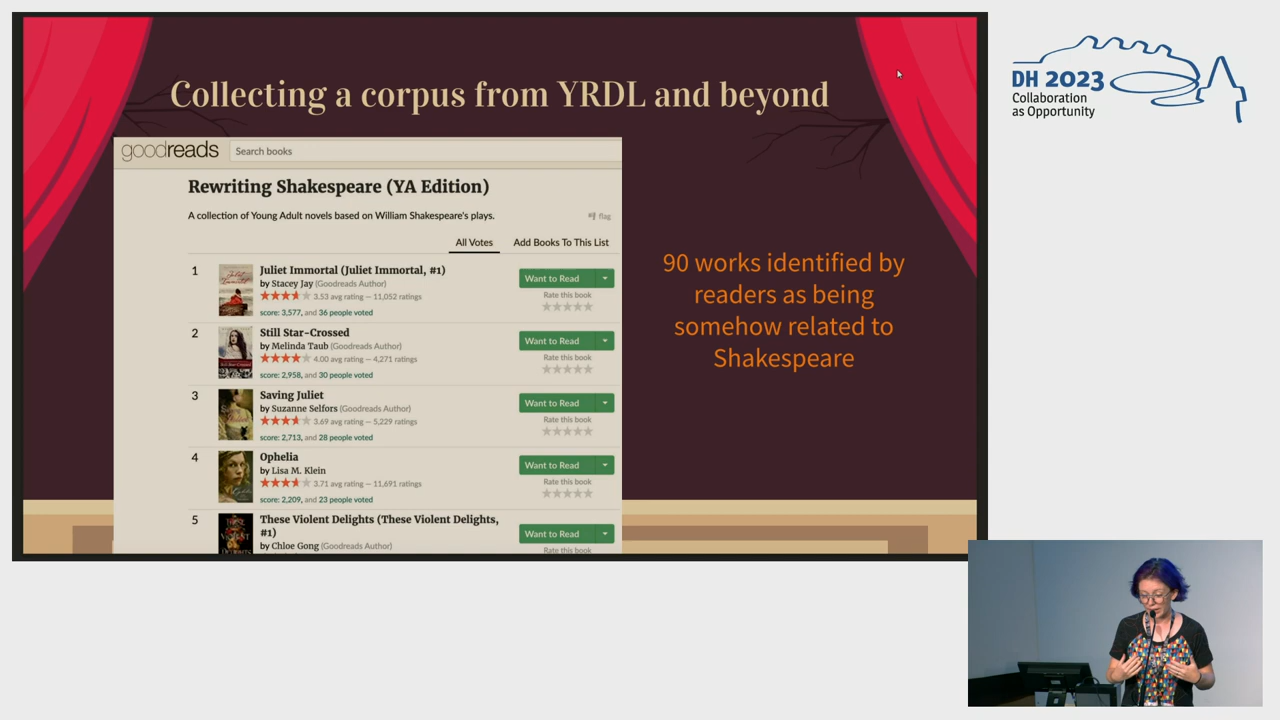 Collecting a corpus from YRDL and beyond
goodreads
Search books
Rewriting Shakespeare (YA Edition)
A collection of Young Adult novels based on William Shakespeare's plays.
flag
All Votes
Add Books To This List
1
Juliet Immortal (Juliet Immortal, #1)
by Stacey Jay (Goodreads Author)
3.53 avg rating — 11,052 ratings
score: 3,577, and 36 people voted
Want to Read
Rate this book
2
Still Star-Crossed
by Melinda Taub (Goodreads Author)
4.00 avg rating — 4,271 ratings
score: 2,958, and 30 people voted
Want to Read
Rate this book
3
Saving Juliet
by Suzanne Selfors (Goodreads Author)
3.69 avg rating — 5,229 ratings
score: 2,713, and 28 people voted
Want to Read
Rate this book
4
Ophelia
by Lisa M. Klein
3.71 avg rating — 11,691 ratings
score: 2,209, and 23 people voted
Want to Read
Rate this book
5
These Violent Delights (These Violent Delights,
#1)
by Chloe Gong (Goodreads Author)
Want to Read
Rate this book
90 works identified by
readers as being
somehow related to
Shakespeare
DH 2023
Collaboration
as Opportunity